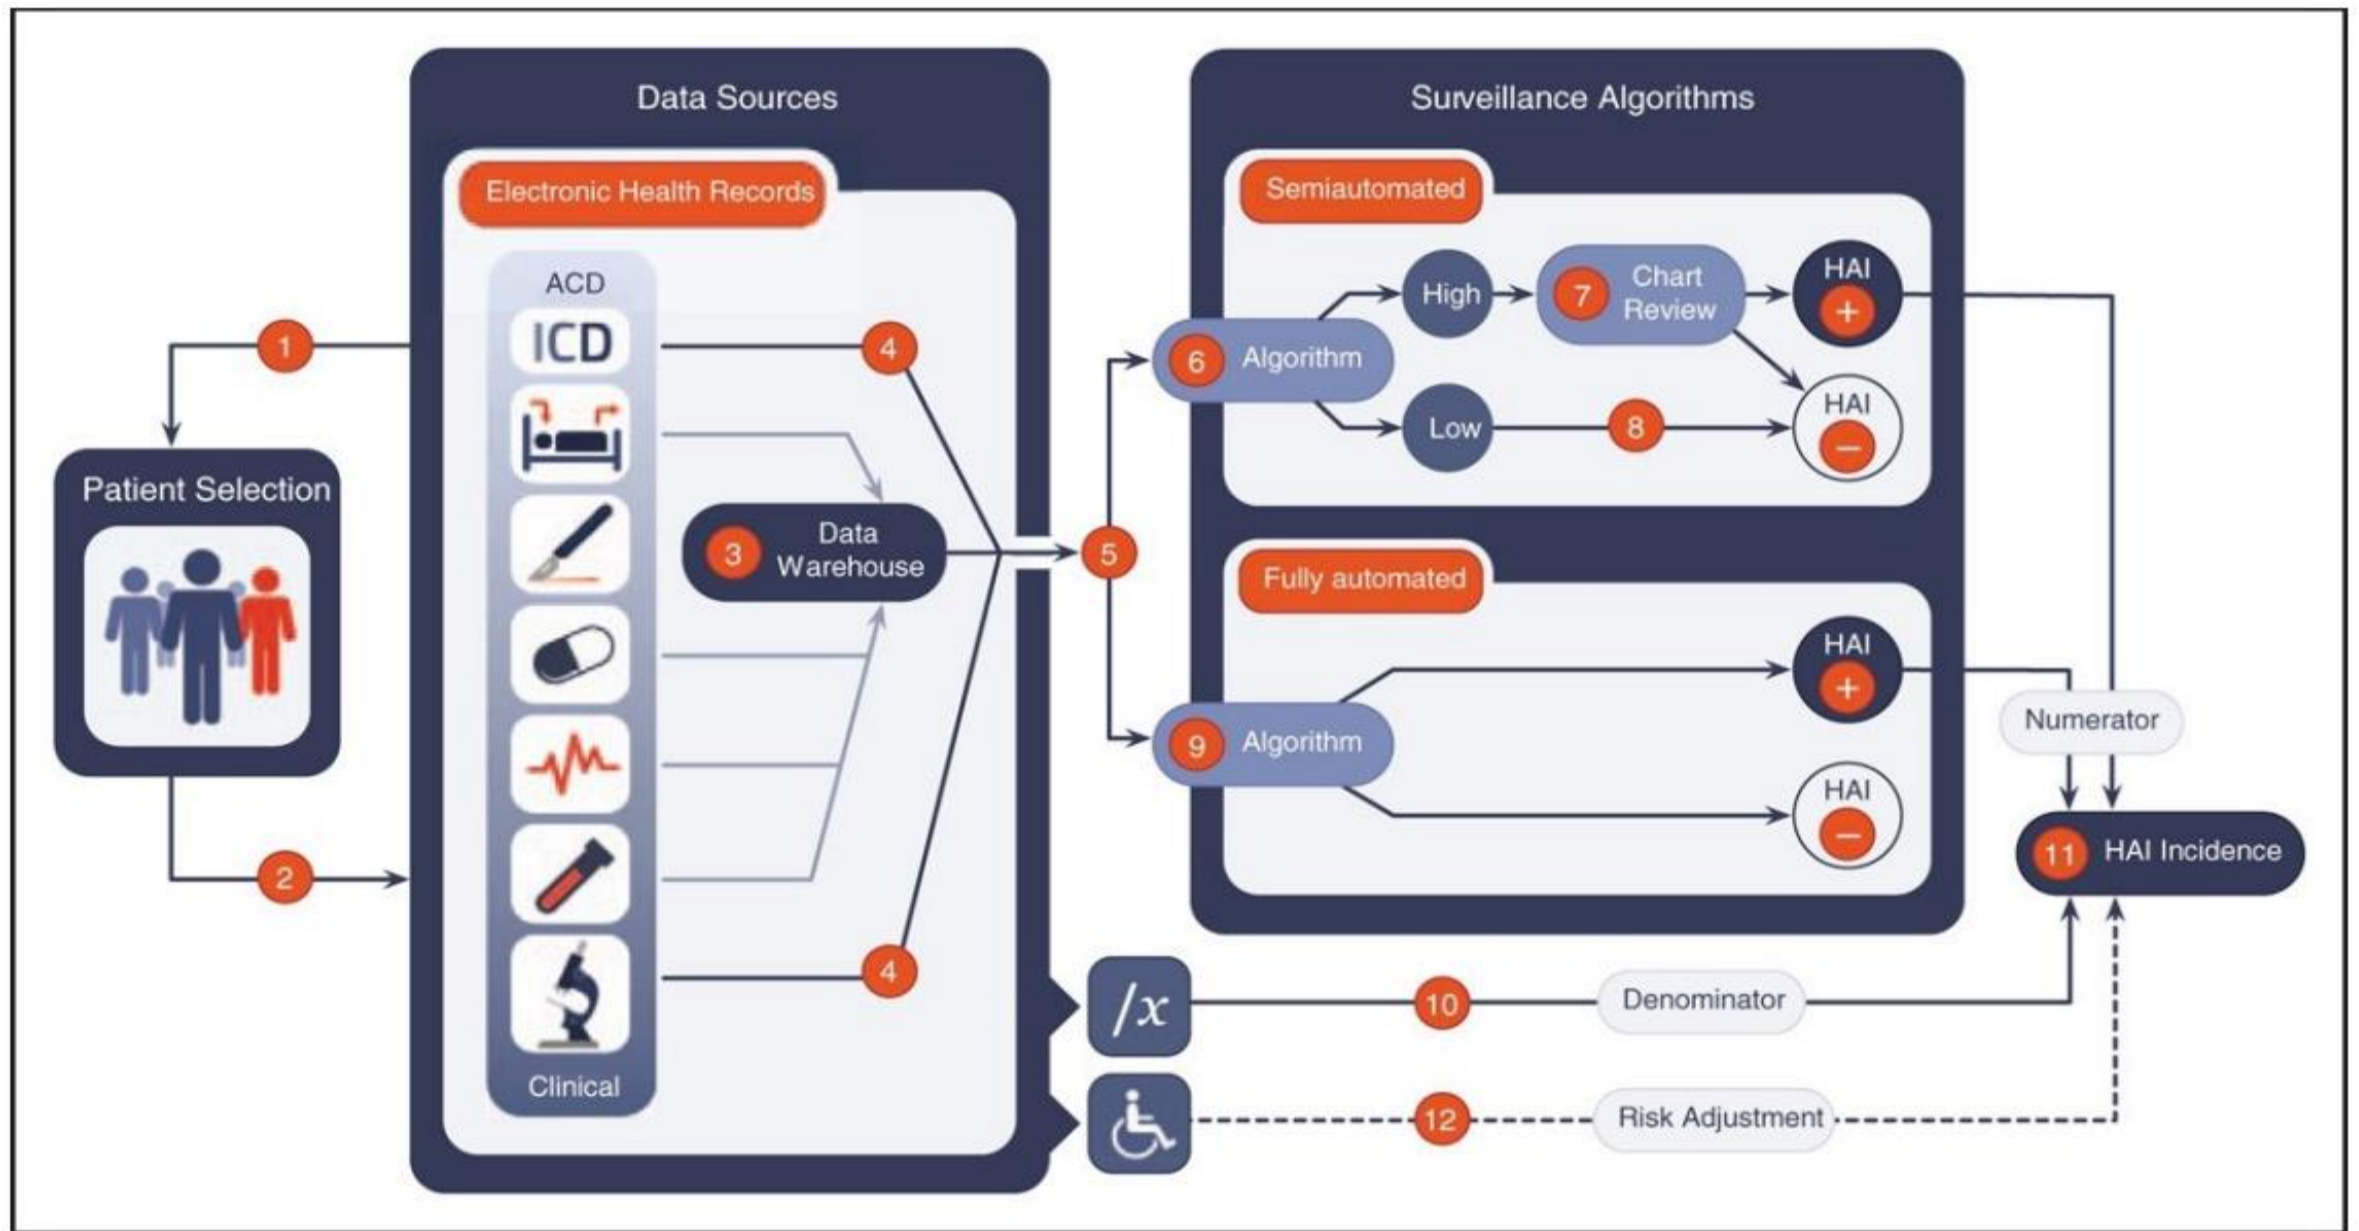 Data Sources
Electronic Health Records
ACD
ICD
1
4
Patient Selection
3
Data
Warehouse
2
4
Clinical
5
Surveillance Algorithms
Semiautomated
6
Algorithm
High
7
Chart
Review
HAI
+
Low
8
HAI
−
Fully automated
9
Algorithm
HAI
+
HAI
−
Numerator
11
HAI Incidence
/x
10
Denominator
12
Risk Adjustment